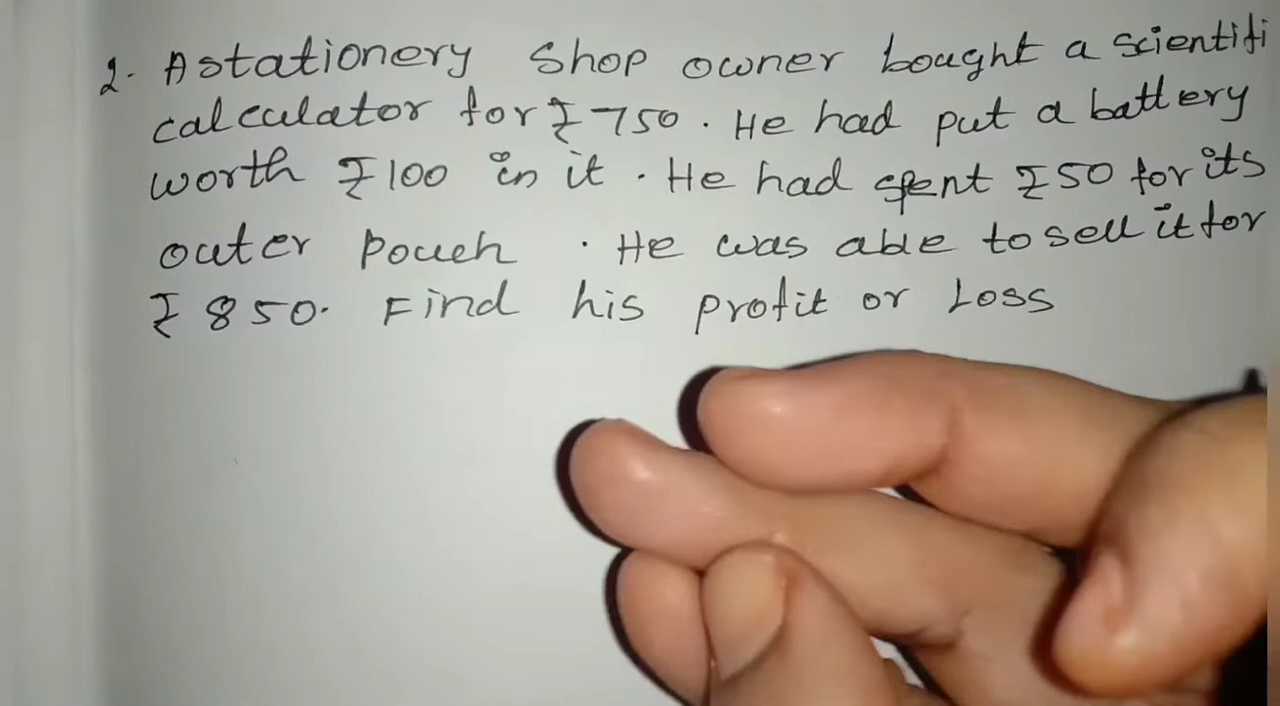 2. A stationery shop owner bought a scientifi
calculator for ₹750. He had put a battery
worth ₹100 in it. He had spent ₹50 for its
outer pouch. He was able to sell it for
₹850. Find his profit or Loss